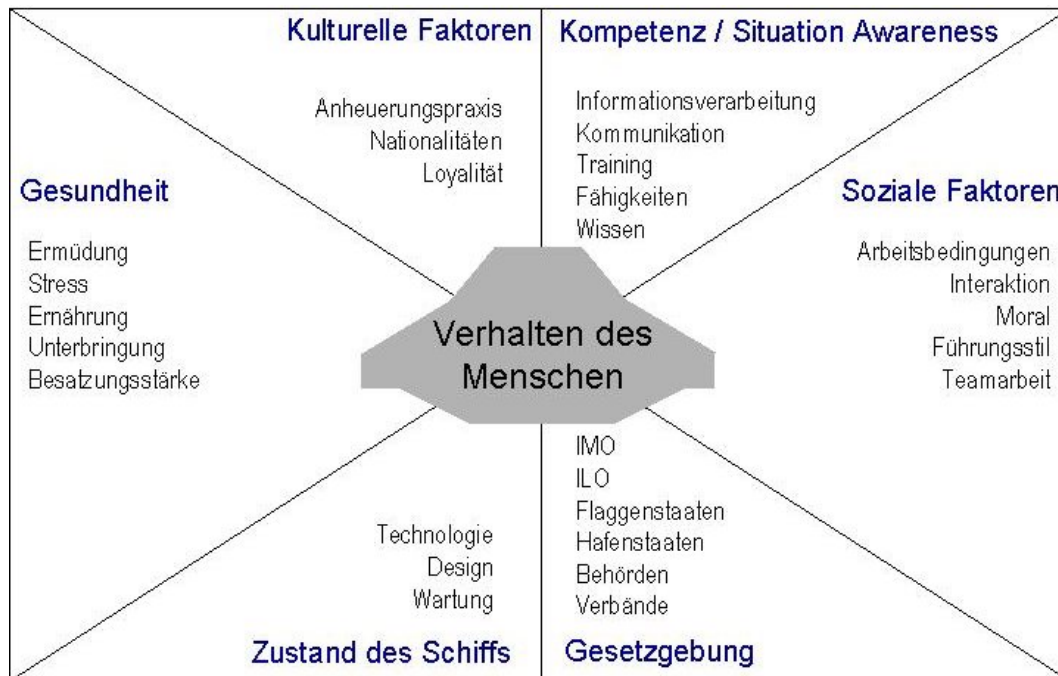 Kulturelle Faktoren
Anheuerungspraxis
Nationalitäten
Loyalität
Kompetenz / Situation Awareness
Informationsverarbeitung
Kommunikation
Training
Fähigkeiten
Wissen
Gesundheit
Ermüdung
Stress
Ernährung
Unterbringung
Besatzungsstärke
Soziale Faktoren
Arbeitsbedingungen
Interaktion
Moral
Führungsstil
Teamarbeit
Verhalten des
Menschen
Technologie
Design
Wartung
Zustand des Schiffs
IMO
ILO
Flaggenstaaten
Hafenstaaten
Behörden
Verbände
Gesetzgebung